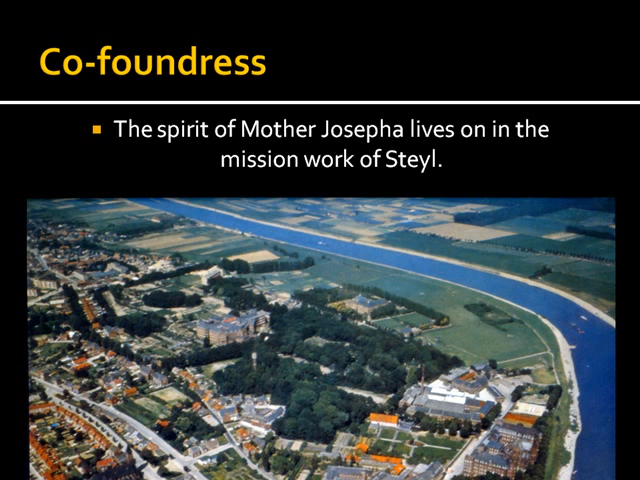 Co-foundress
The spirit of Mother Josepha lives on in the
mission work of Steyl.